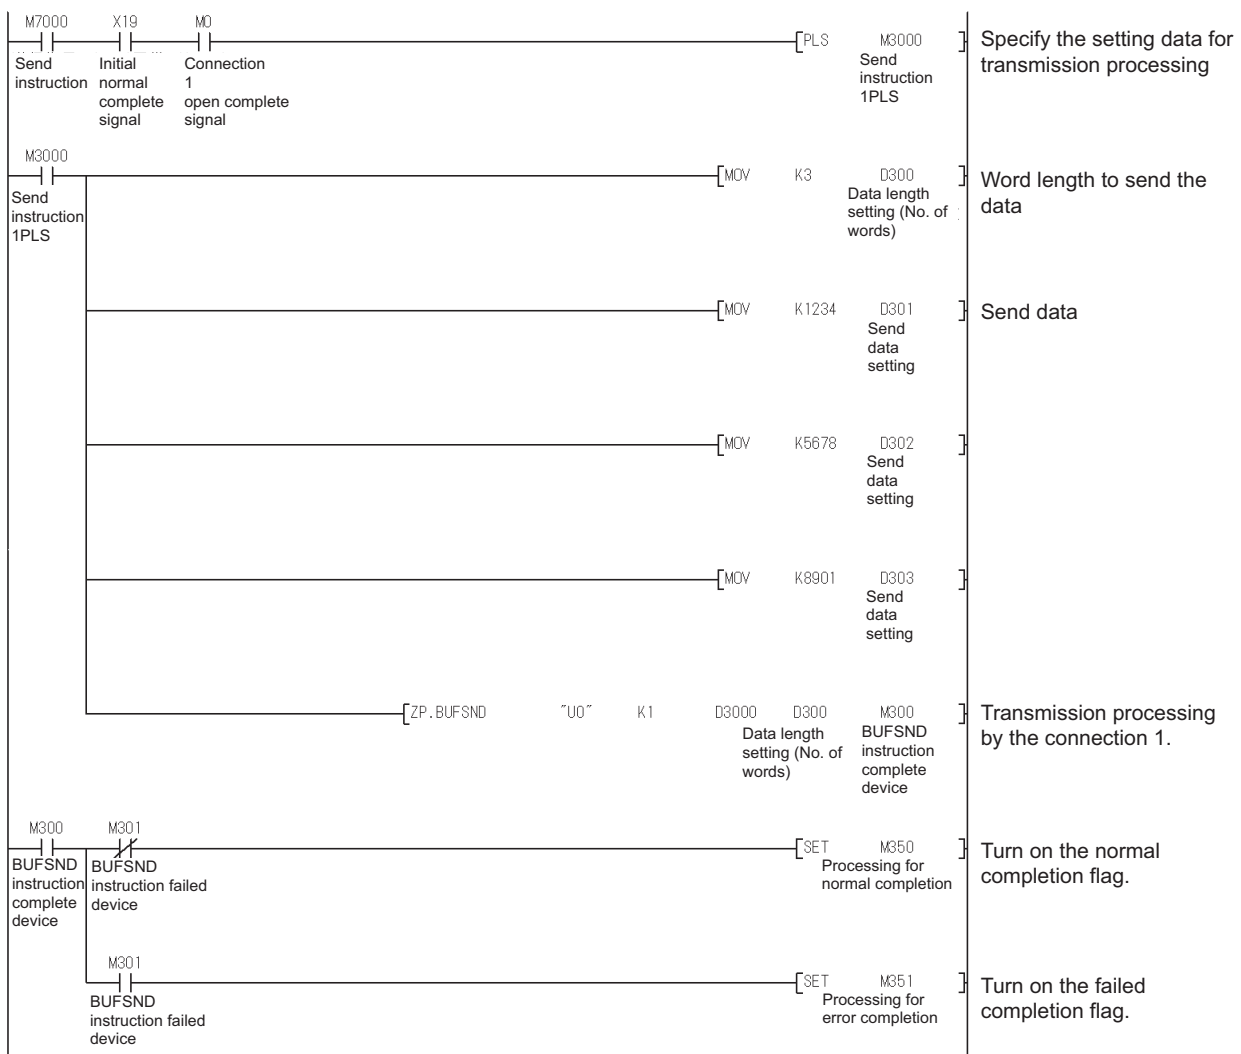 M7000 X19 M0
PLS M3000
Send instruction
Initial normal complete signal
Connection 1 open complete signal
Send instruction 1PLS
Specify the setting data for
transmission processing
M3000
Send
instruction
1PLS
MOV K3 D300
Data length
setting (No. of
words)
Word length to send the
data
MOV K1234 D301
Send
data
setting
Send data
MOV K5678 D302
Send
data
setting
MOV K8901 D303
Send
data
setting
ZP.BUFSND "U0" K1 D3000 D300 M300
Data length
setting (No. of
words)
BUFSND
instruction
complete
device
Transmission processing
by the connection 1.
M300 M301
BUFSND
instruction
complete
device
BUFSND
instruction failed
device
SET M350
Processing for
normal completion
Turn on the normal
completion flag.
M301
BUFSND
instruction failed
device
SET M351
Processing for
error completion
Turn on the failed
completion flag.